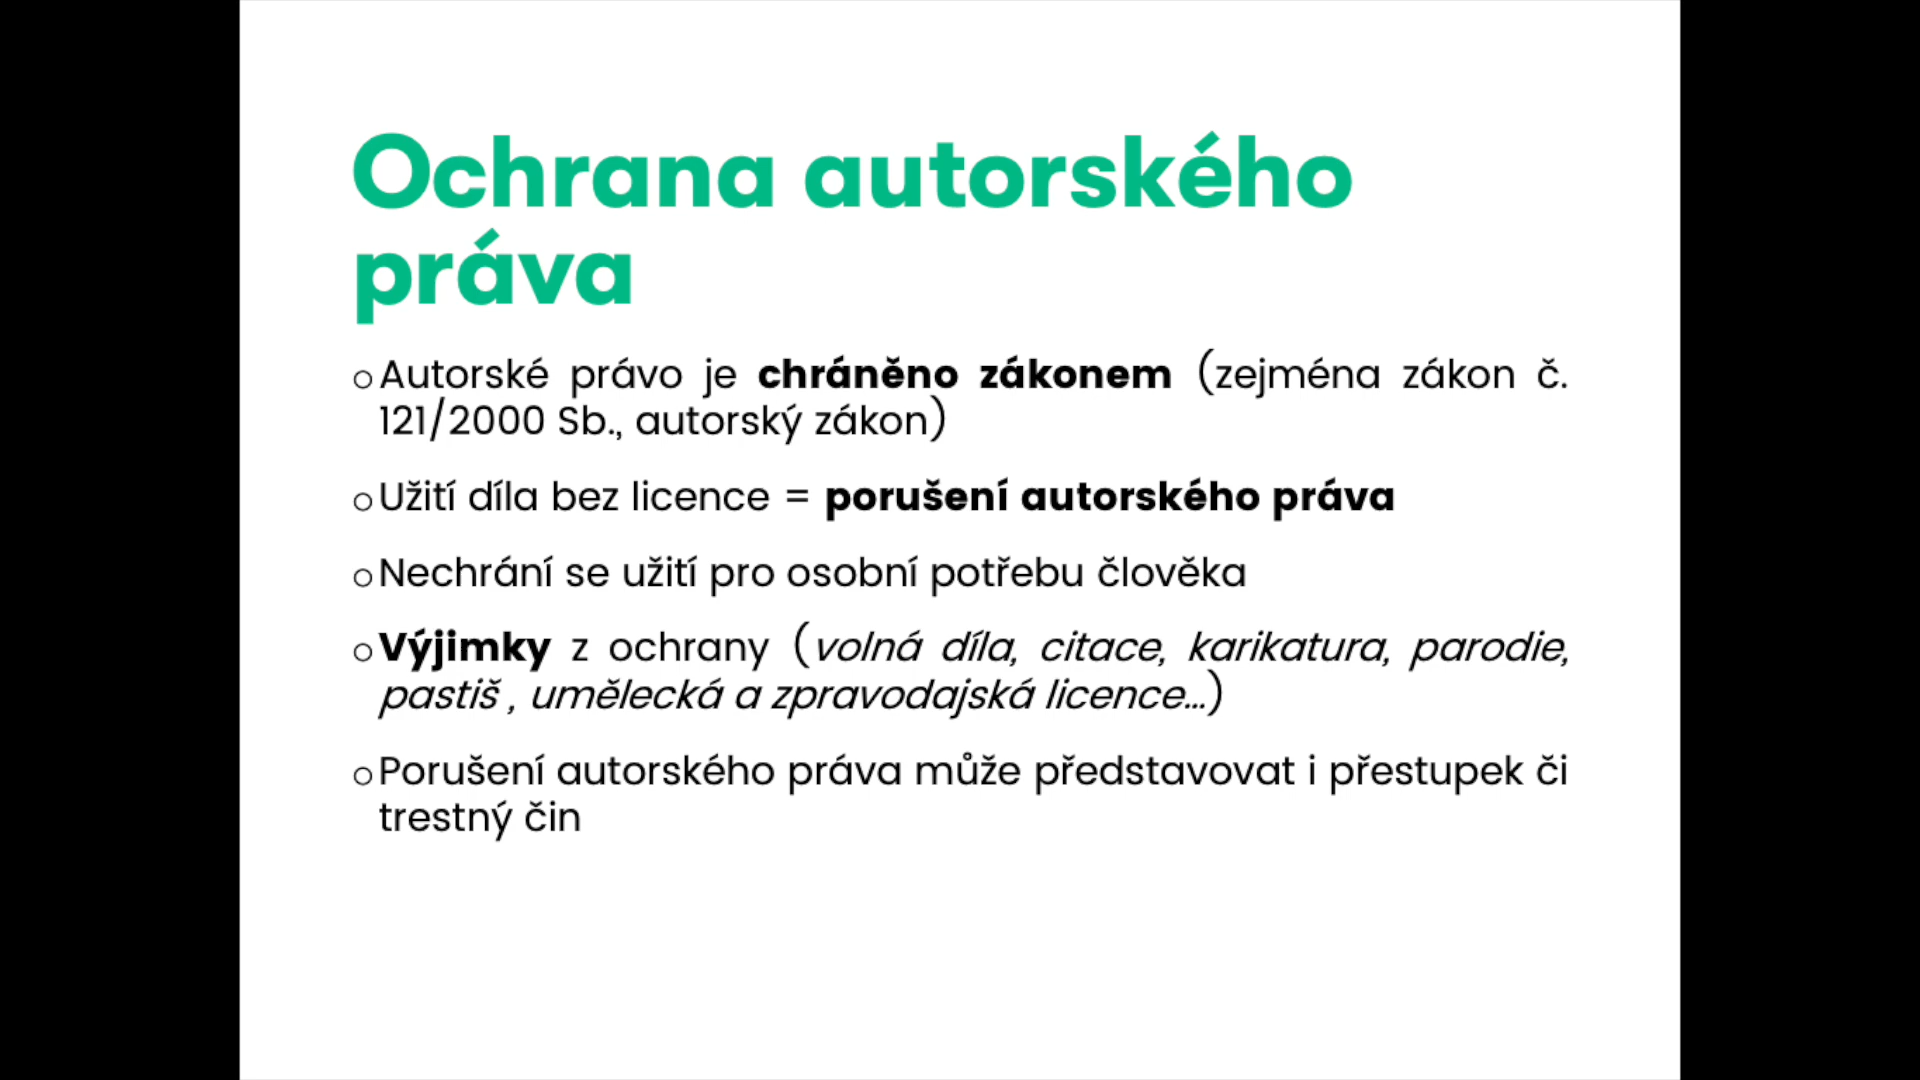 Ochrana autorského
práva
○ Autorské právo je chráněno zákonem (zejména zákon č.
121/2000 Sb., autorský zákon)
○ Užití díla bez licence = porušení autorského práva
○ Nechrání se užití pro osobní potřebu člověka
○ Výjimky z ochrany (volná díla, citace, karikatura, parodie,
pastiš , umělecká a zpravodajská licence…)
○ Porušení autorského práva může představovat i přestupek či
trestný čin